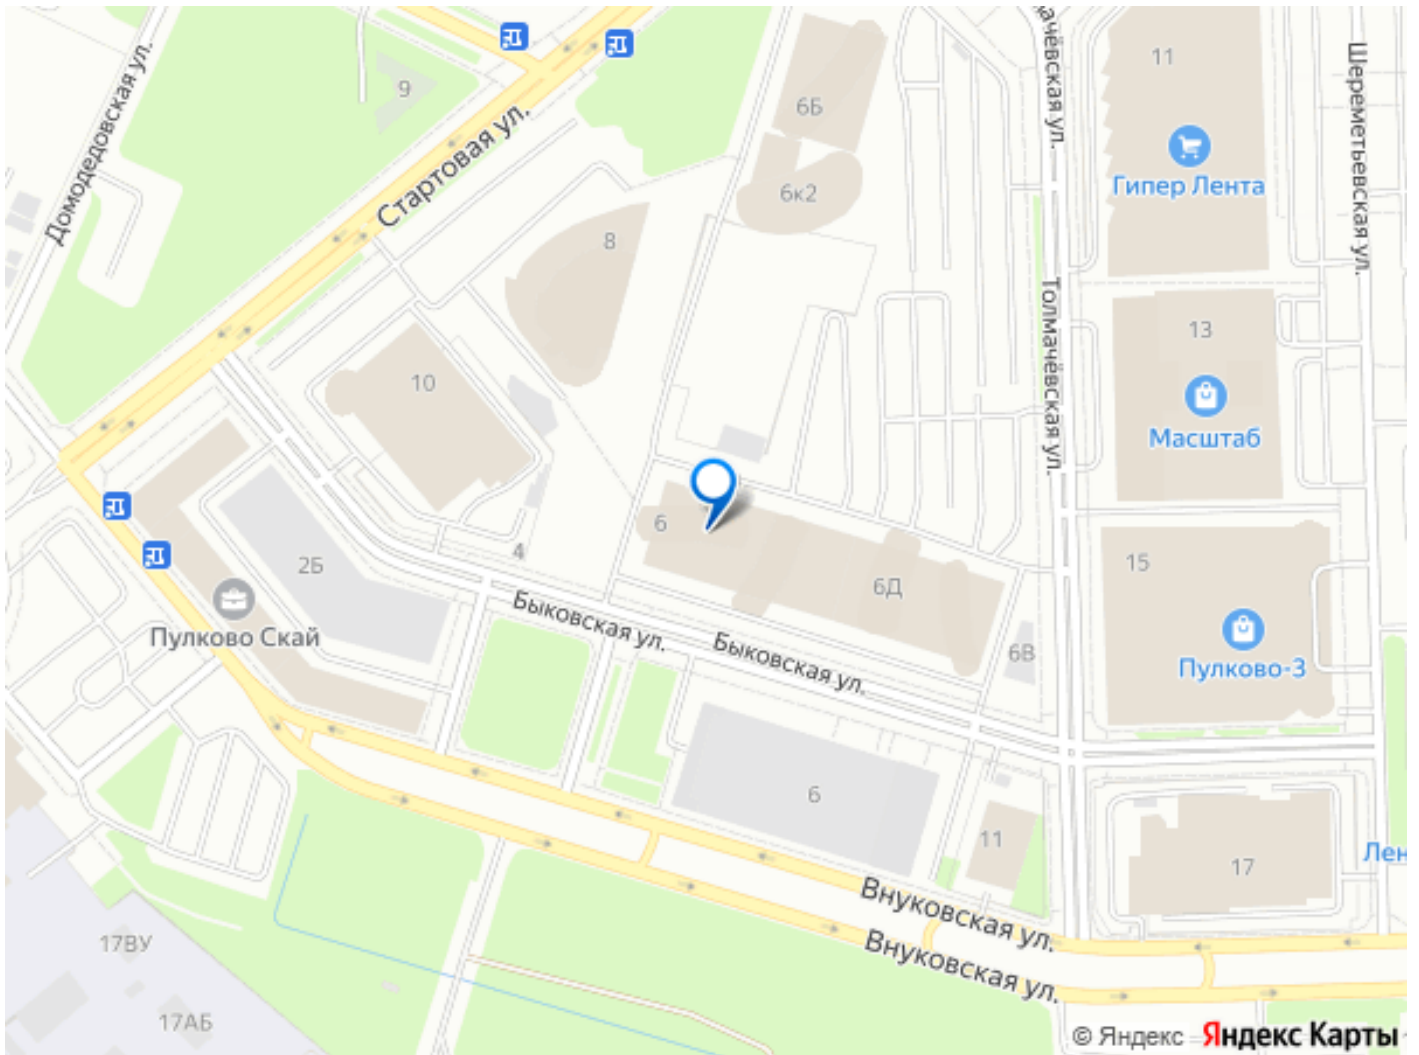 Домодедовская ул.
9
Стартовая ул.
6Б
6к2
8
10
11
Гипер Лента
Шереметьевская ул.
Толмачёвская ул.
13
Масштаб
6
6Д
4
2Б
Пулково Скай
Быковская ул.
Быковская ул.
6В
15
Пулково-3
6
11
17
Внуковская ул.
Внуковская ул.
17ВУ
17АБ
© Яндекс
Яндекс Карты